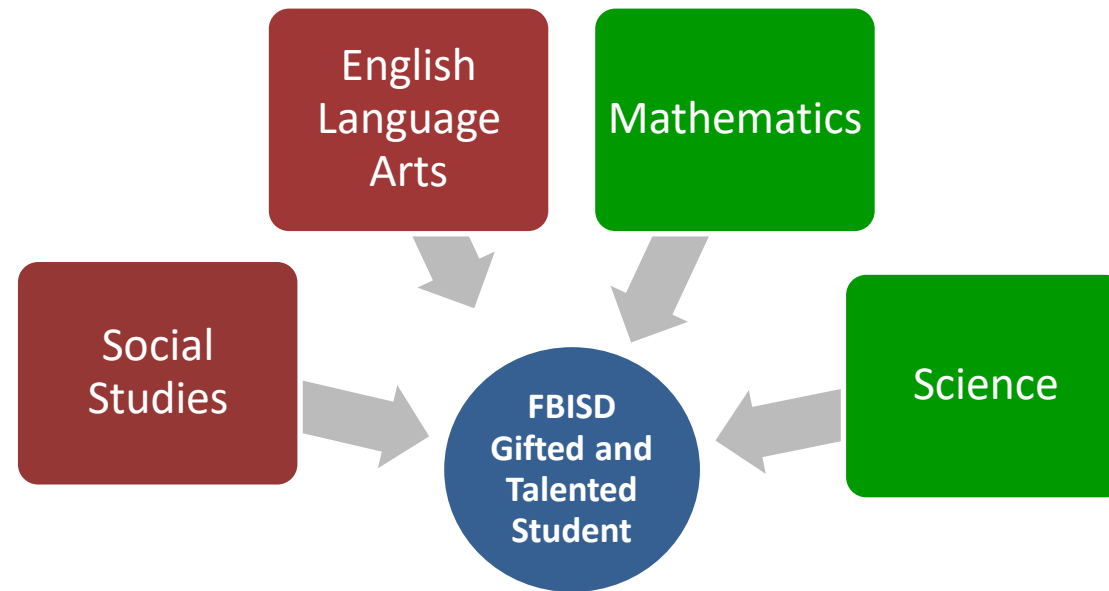 English
Language
Arts
Mathematics
Social
Studies
Science
FBISD
Gifted and
Talented
Student